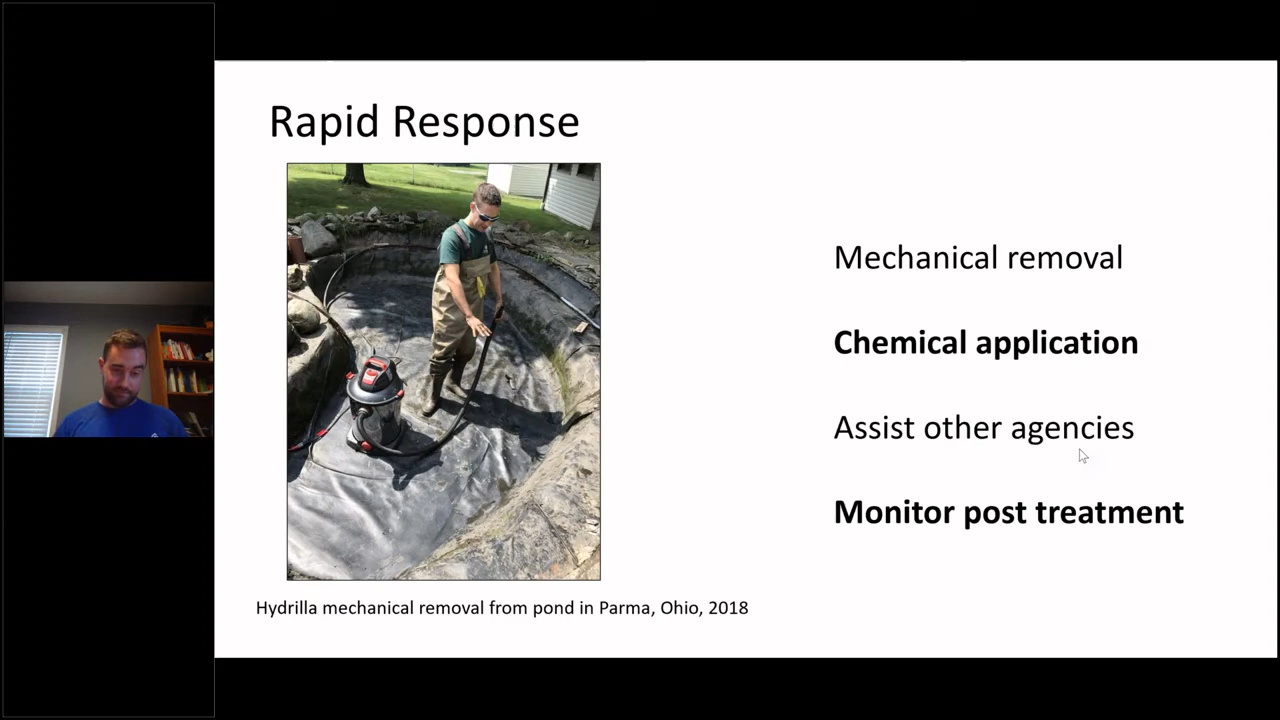 Rapid Response
Mechanical removal
Chemical application
Assist other agencies
Monitor post treatment
Hydrilla mechanical removal from pond in Parma, Ohio, 2018